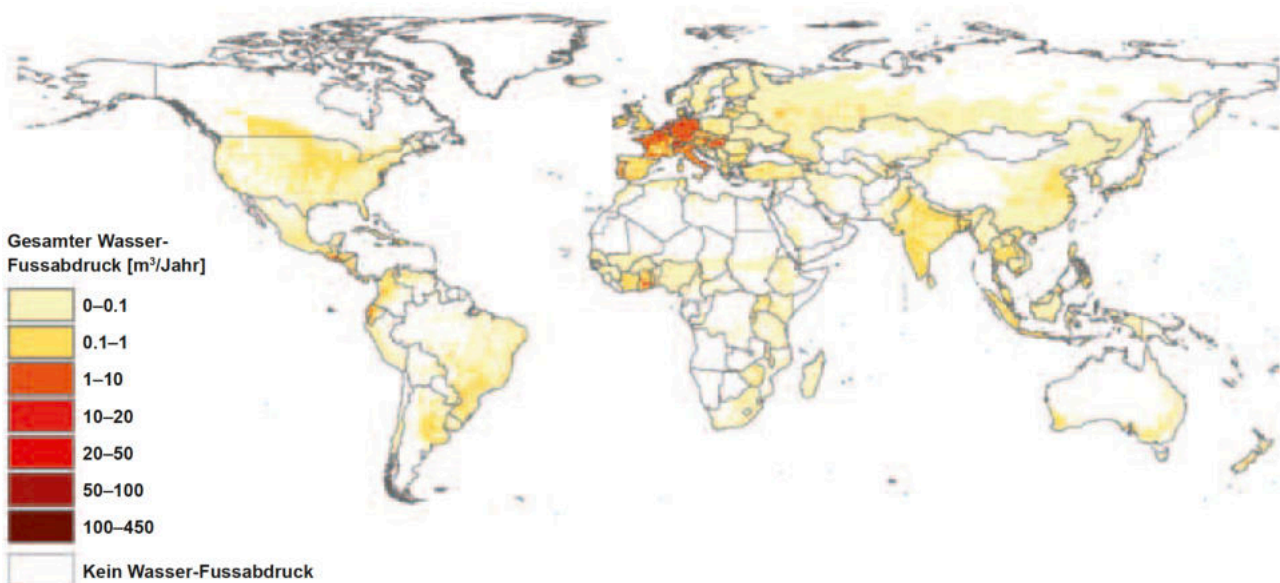 Gesamter Wasser-
Fussabdruck [m³/Jahr]
0–0.1
0.1–1
1–10
10–20
20–50
50–100
100–450
Kein Wasser-Fussabdruck